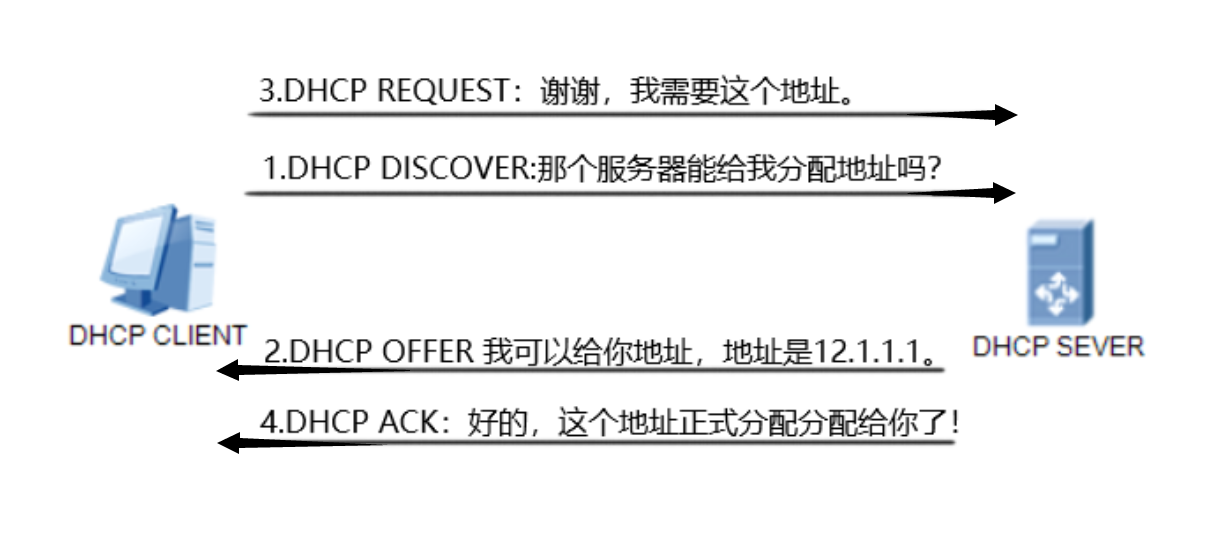 3.DHCP REQUEST：谢谢，我需要这个地址。
1.DHCP DISCOVER:那个服务器能给我分配地址吗？
DHCP CLIENT
DHCP SEVER
2.DHCP OFFER 我可以给你地址，地址是12.1.1.1。
4.DHCP ACK：好的，这个地址正式分配分配给你了！